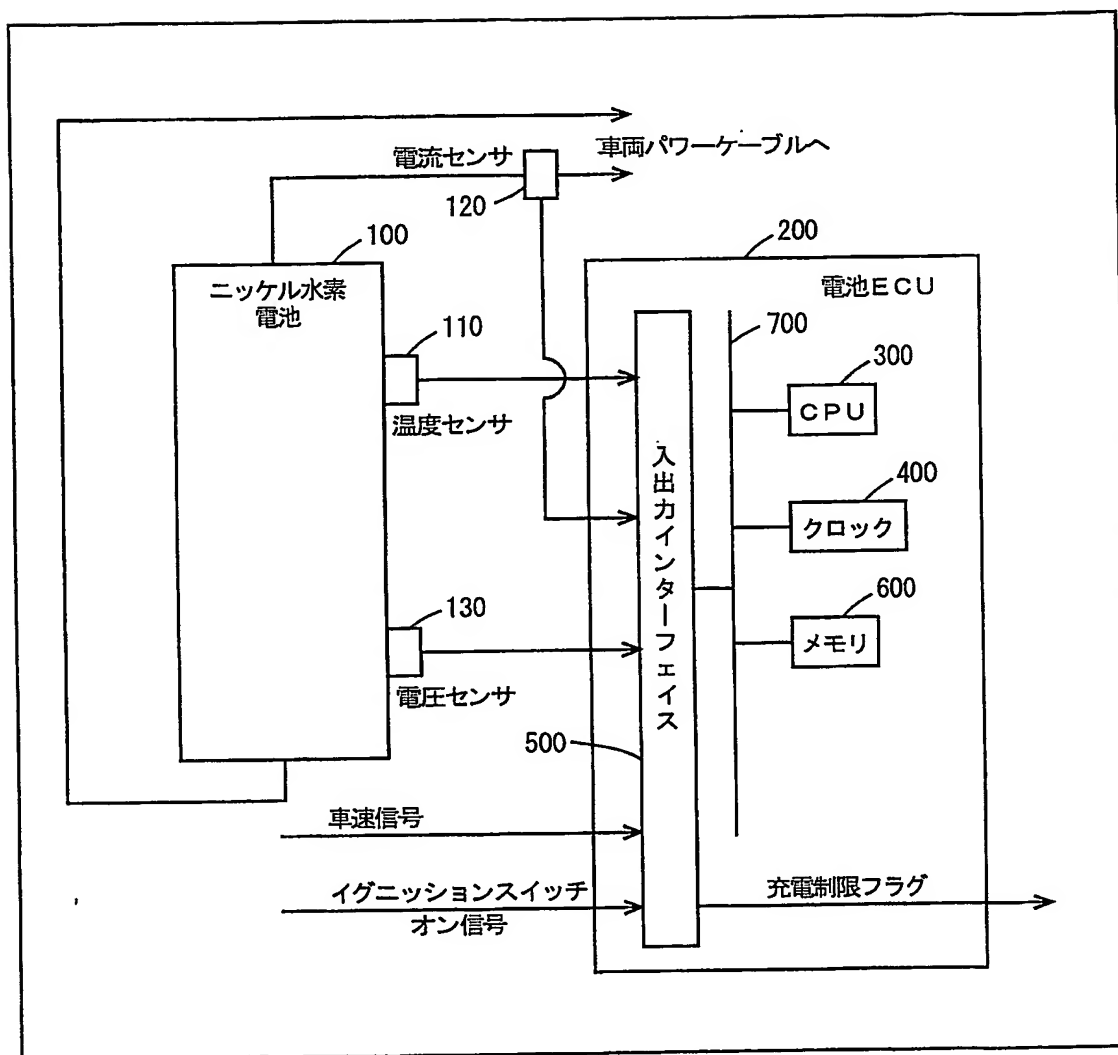 車両パワーケーブルへ
電流センサ
120
100
200
ニッケル水素
電池
電池ECU
110
700
300
CPU
温度センサ
入出力インターフェイス
400
クロック
130
600
メモリ
電圧センサ
500
車速信号
イグニッションスイッチ
オン信号
充電制限フラグ